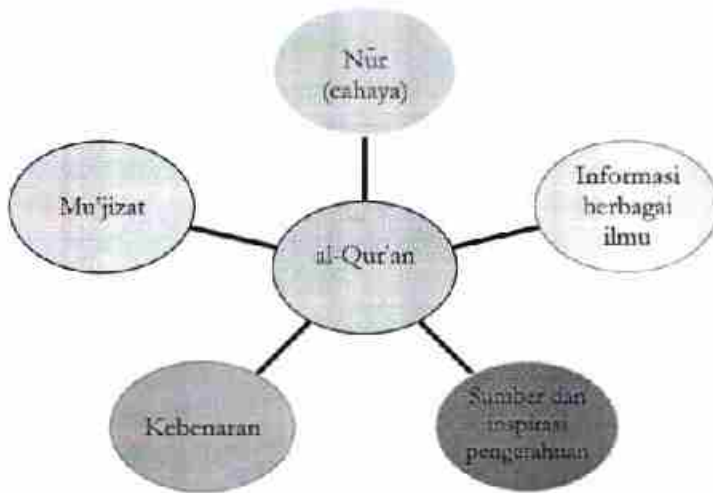 Nūr
(cahaya)
Mu'jizat
Informasi
berbagai
ilmu
al-Qur'an
Kebenaran
Sumber dan
inspirasi
pengetahuan